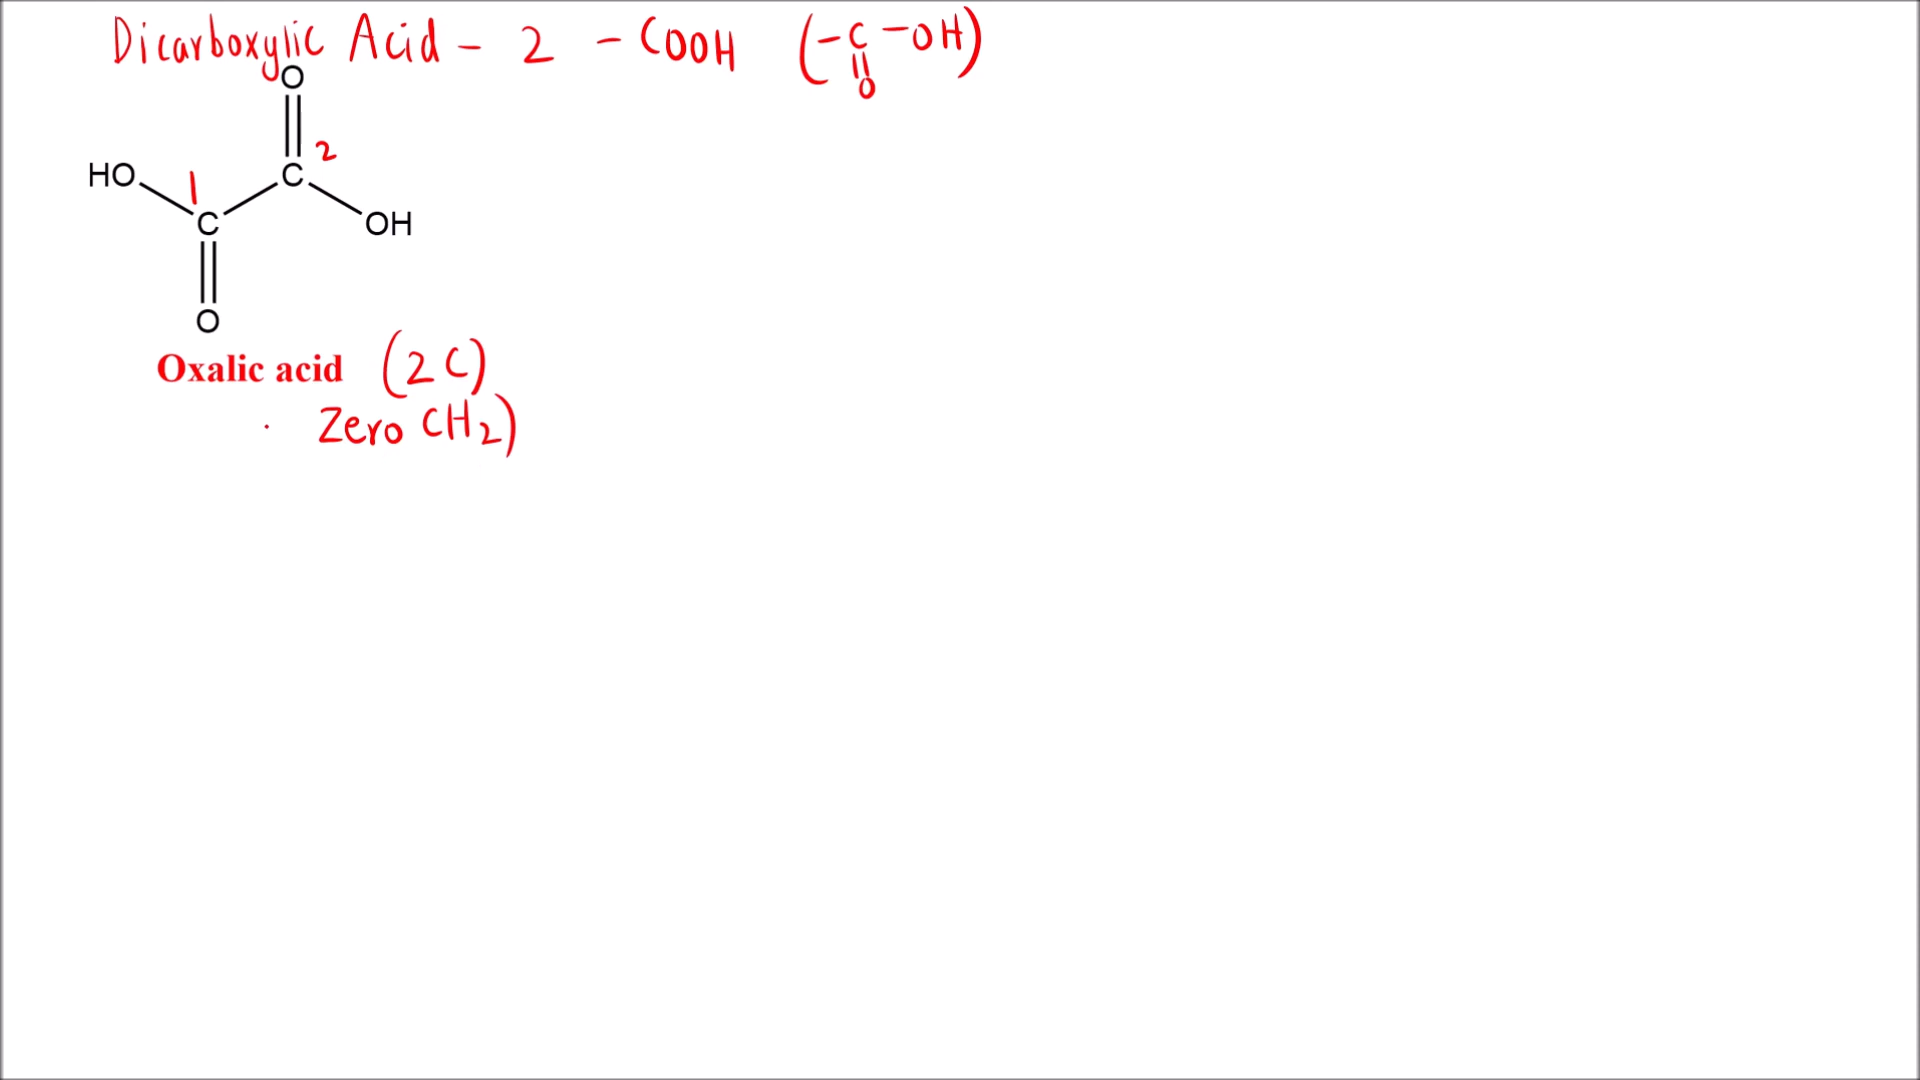 Dicarboxylic Acid - 2 - COOH (-C-OH)
||
O
O
||
HO C 2
1 C OH
||
O
Oxalic acid (2C)
Zero CH2)